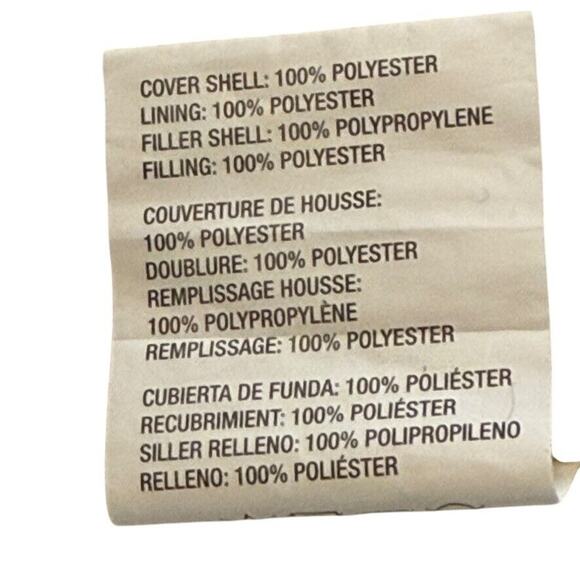 COVER SHELL: 100% POLYESTER
LINING: 100% POLYESTER
FILLER SHELL: 100% POLYPROPYLENE
FILLING: 100% POLYESTER
COUVERTURE DE HOUSSE:
100% POLYESTER
DOUBLURE: 100% POLYESTER
REMPLISSAGE HOUSSE:
100% POLYPROPYLÈNE
REMPLISSAGE: 100% POLYESTER
CUBIERTA DE FUNDA: 100% POLIÉSTER
RECUBRIMIENT: 100% POLIÉSTER
SILLER RELLENO: 100% POLIPROPILENO
RELLENO: 100% POLIÉSTER